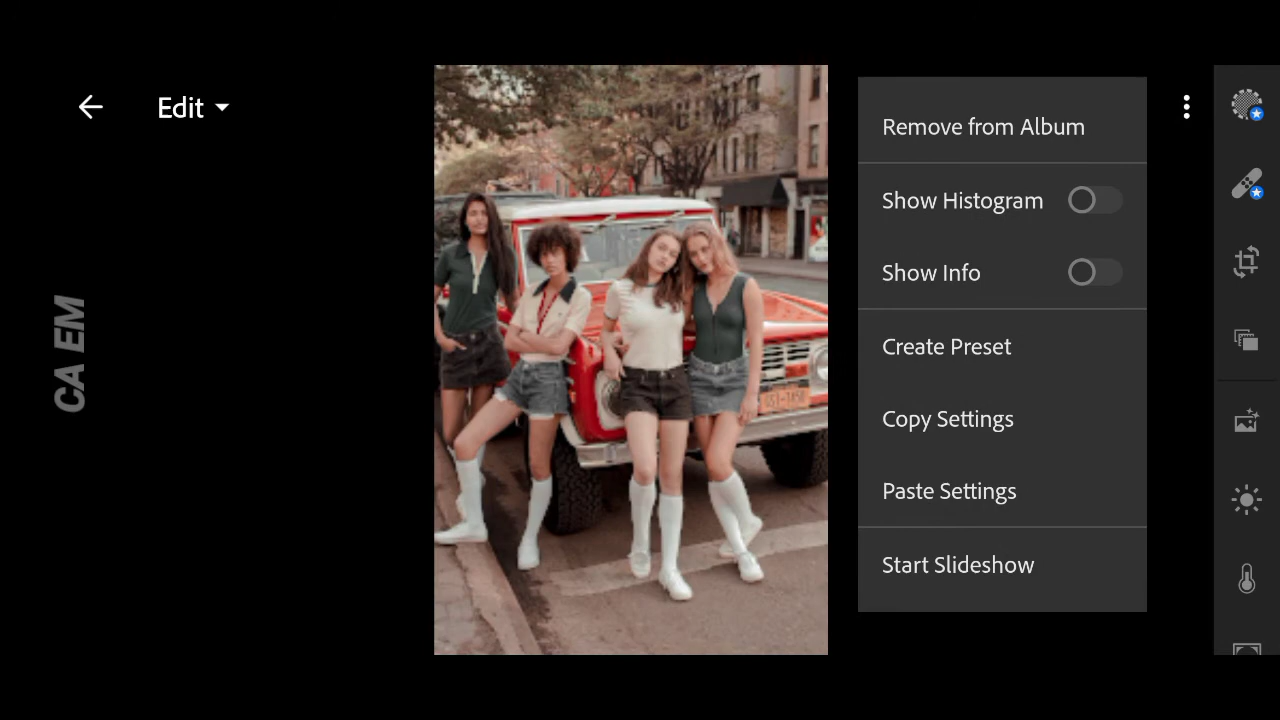 Edit
Remove from Album
Show Histogram
Show Info
Create Preset
Copy Settings
Paste Settings
Start Slideshow
CA EM